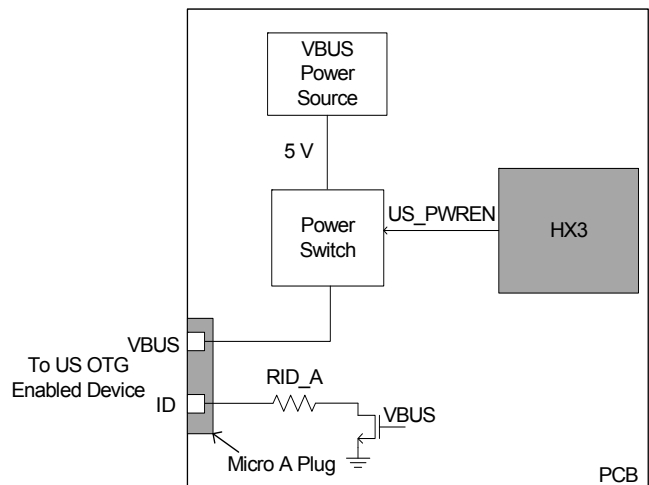 VBUS
Power
Source
5 V
US_PWREN
Power
Switch
HX3
VBUS
To US OTG
Enabled Device
RID_A
ID
VBUS
Micro A Plug
PCB